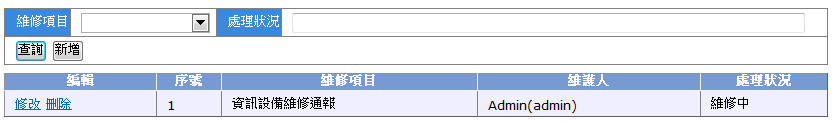 維修項目 處理狀況
查詢 新增
編輯 序號 維修項目 維護人 處理狀況
修改 刪除 1 資訊設備維修通報 Admin(admin) 維修中